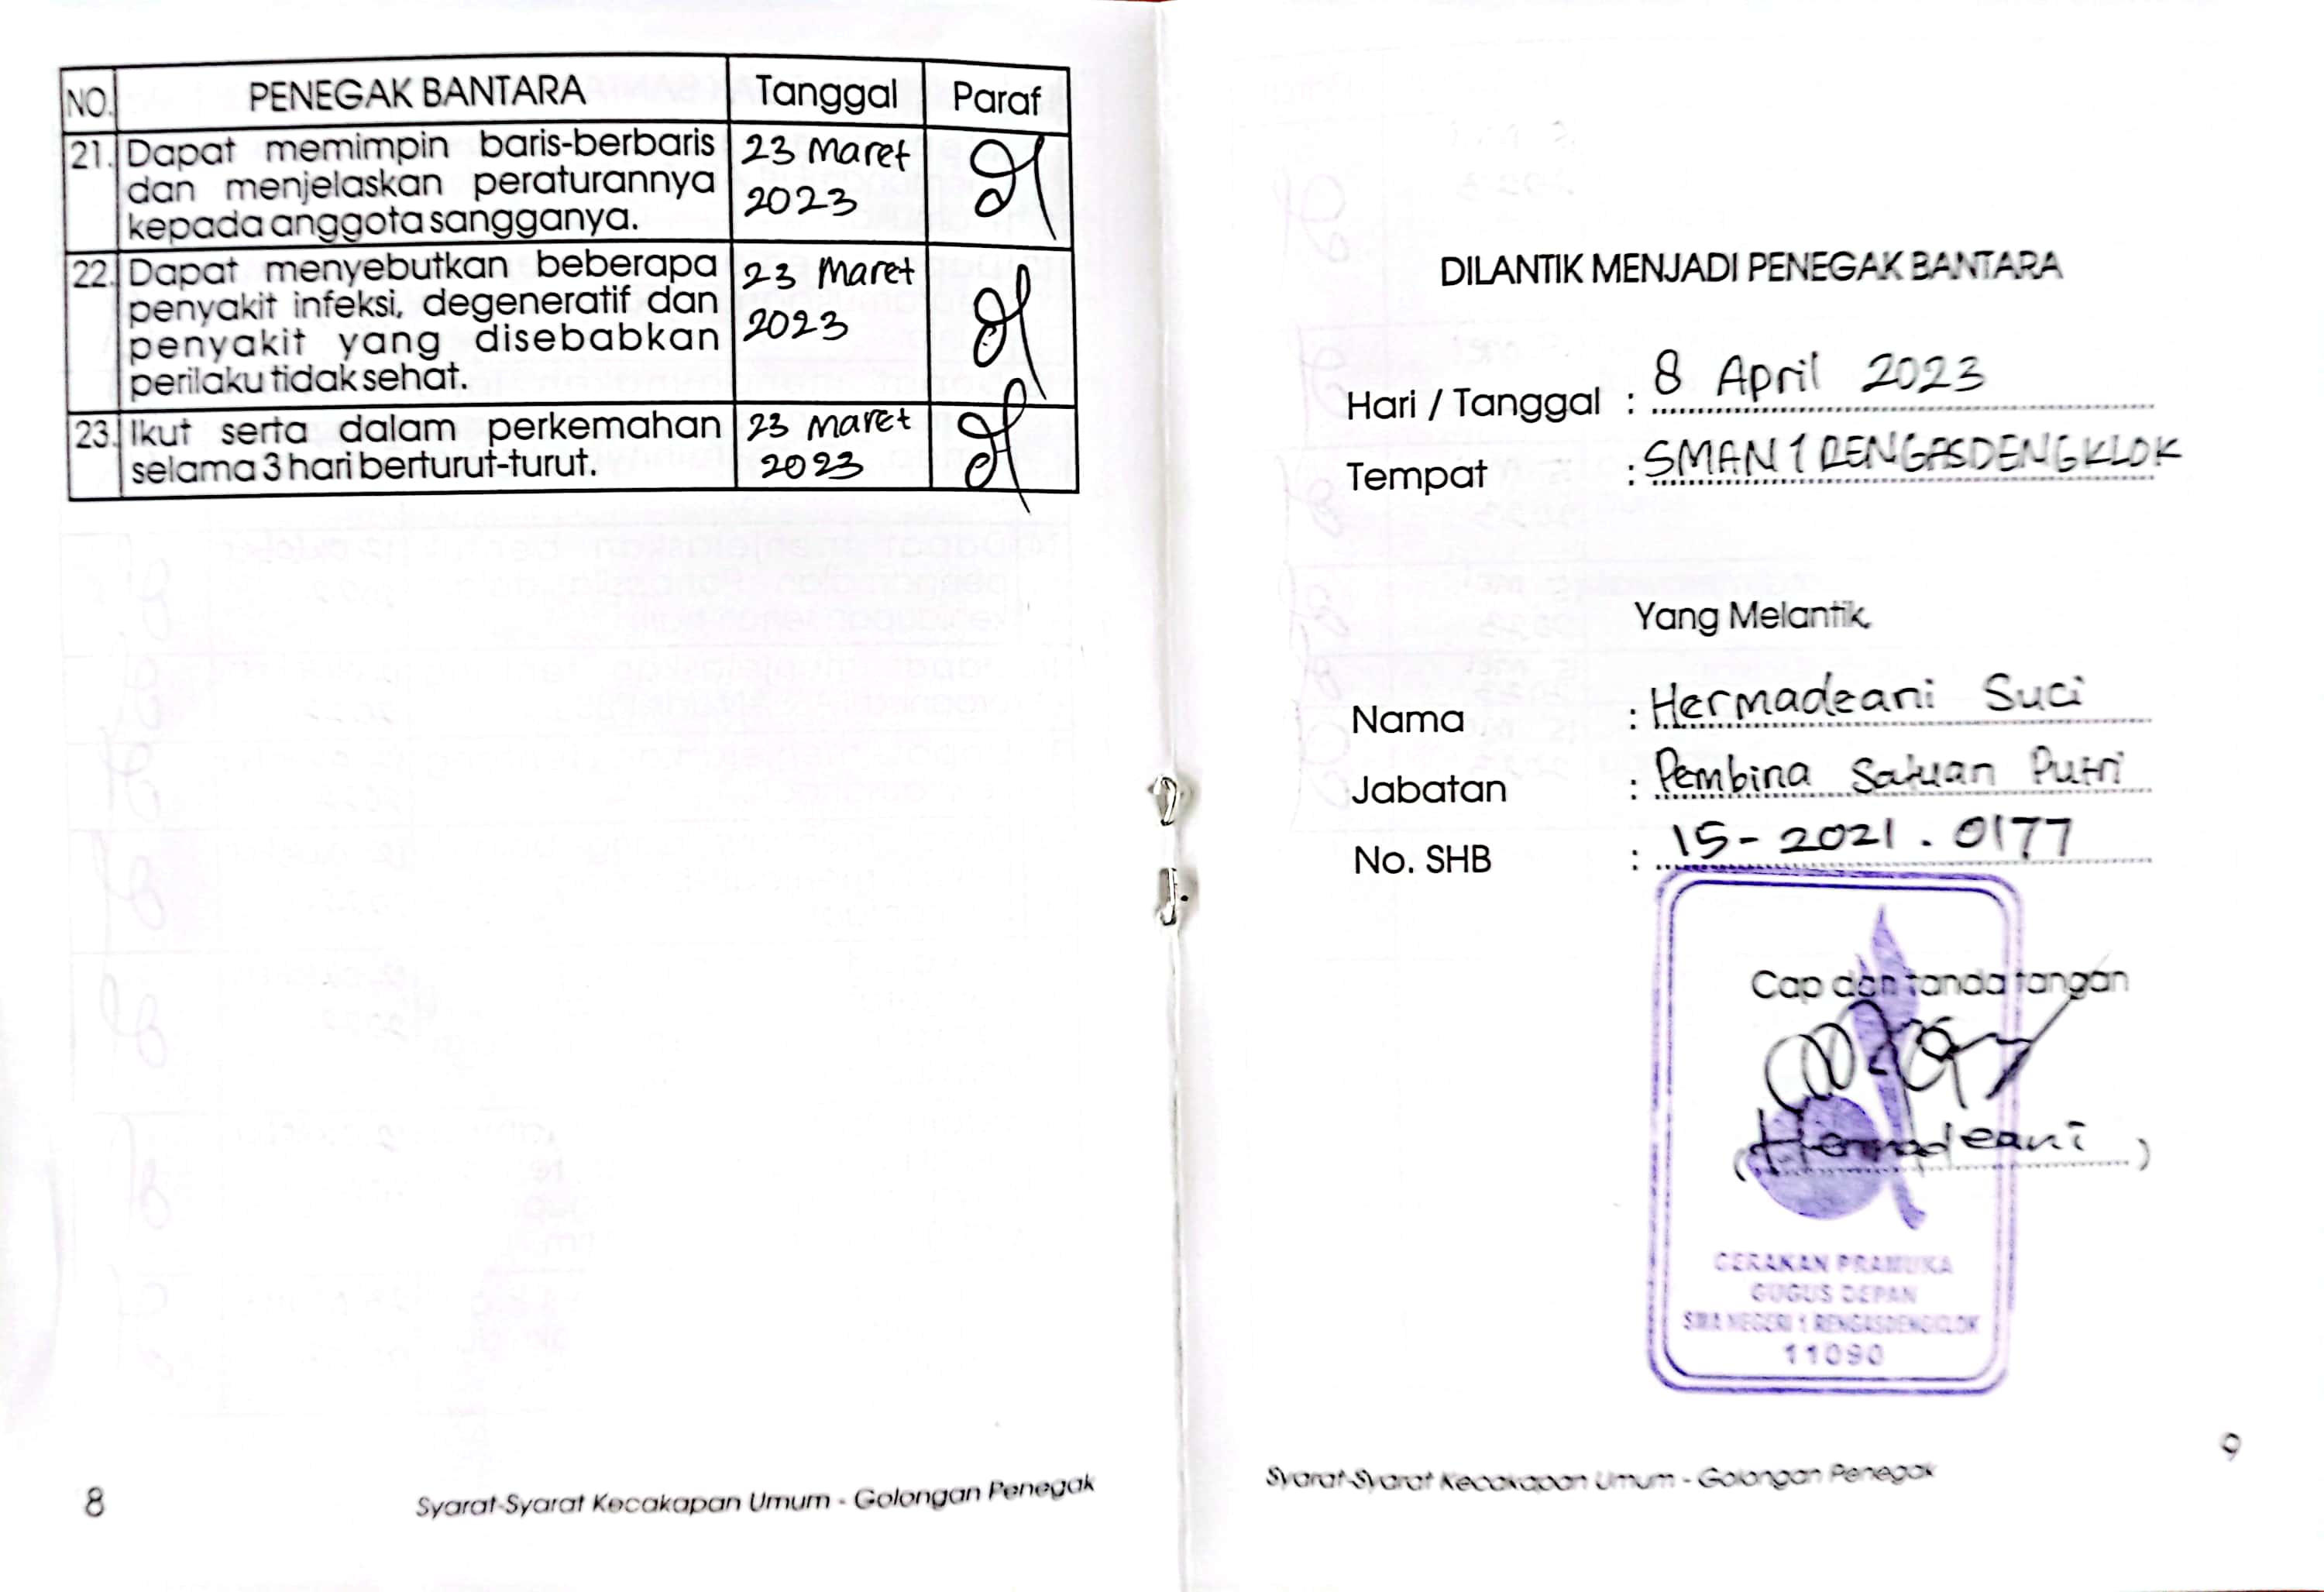 NO. PENEGAK BANTARA Tanggal Paraf
21. Dapat memimpin baris-berbaris 23 Maret
dan menjelaskan peraturannya 2023
kepada anggota sangganya.
22. Dapat menyebutkan beberapa 23 Maret
penyakit infeksi, degeneratif dan 2023
penyakit yang disebabkan
perilaku tidak sehat.
23. Ikut serta dalam perkemahan 23 Maret
selama 3 hari berturut-turut. 2023
8
Syarat-Syarat Kecakapan Umum - Golongan Penegak
DILANTIK MENJADI PENEGAK BANTARA
Hari / Tanggal : 8 April 2023
Tempat : SMAN 1 RENGASDENGKLOK
Yang Melantik,
Nama : Hermadeani Suci
Jabatan : Pembina Satuan Putri
No. SHB : 15-2021.0177
Cap dan tanda tangan
(Hermadeani)
GERAKAN PRAMUKA
GUGUS DEPAN
SMA NEGERI 1 RENGASDENGKLOK
11090
Syarat-Syarat Kecakapan Umum - Golongan Penegak
9